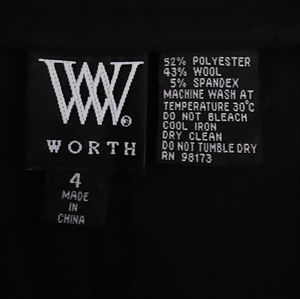 W
WORTH
4
MADE
IN
CHINA
52% POLYESTER
43% WOOL
5% SPANDEX
MACHINE WASH AT
TEMPERATURE 30°C
DO NOT BLEACH
COOL IRON
DRY CLEAN
DO NOT TUMBLE DRY
RN 98173